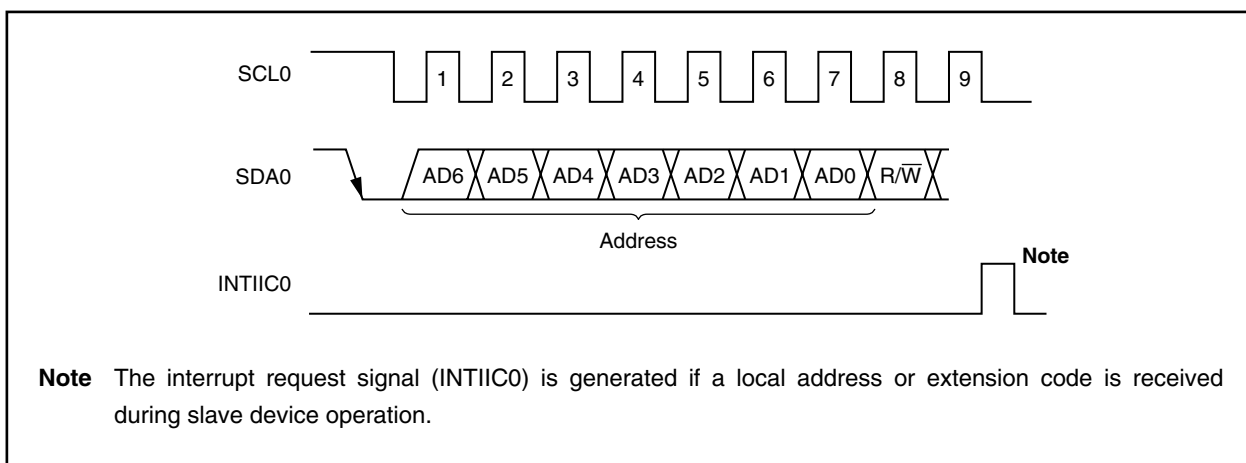 SCL0 1 2 3 4 5 6 7 8 9
SDA0 AD6 AD5 AD4 AD3 AD2 AD1 AD0 R/W̅
Address
Note
INTIIC0
Note The interrupt request signal (INTIIC0) is generated if a local address or extension code is received
during slave device operation.